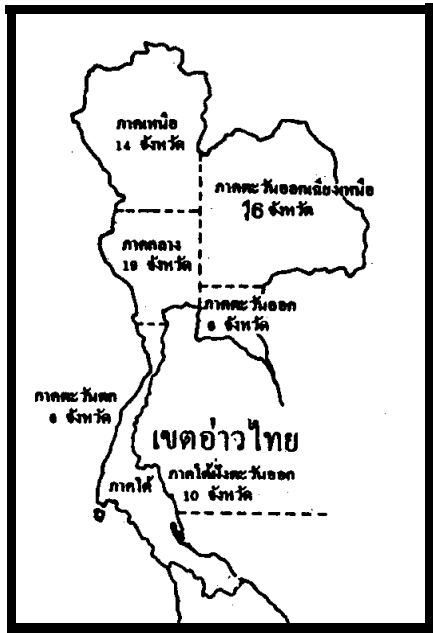 ภาคเหนือ
14 จังหวัด
ภาคตะวันออกเฉียงเหนือ
16 จังหวัด
ภาคกลาง
19 จังหวัด
ภาคตะวันออก
6 จังหวัด
ภาคตะวันตก
6 จังหวัด
เขตอ่าวไทย
ภาคใต้
ภาคใต้ฝั่งตะวันออก
10 จังหวัด